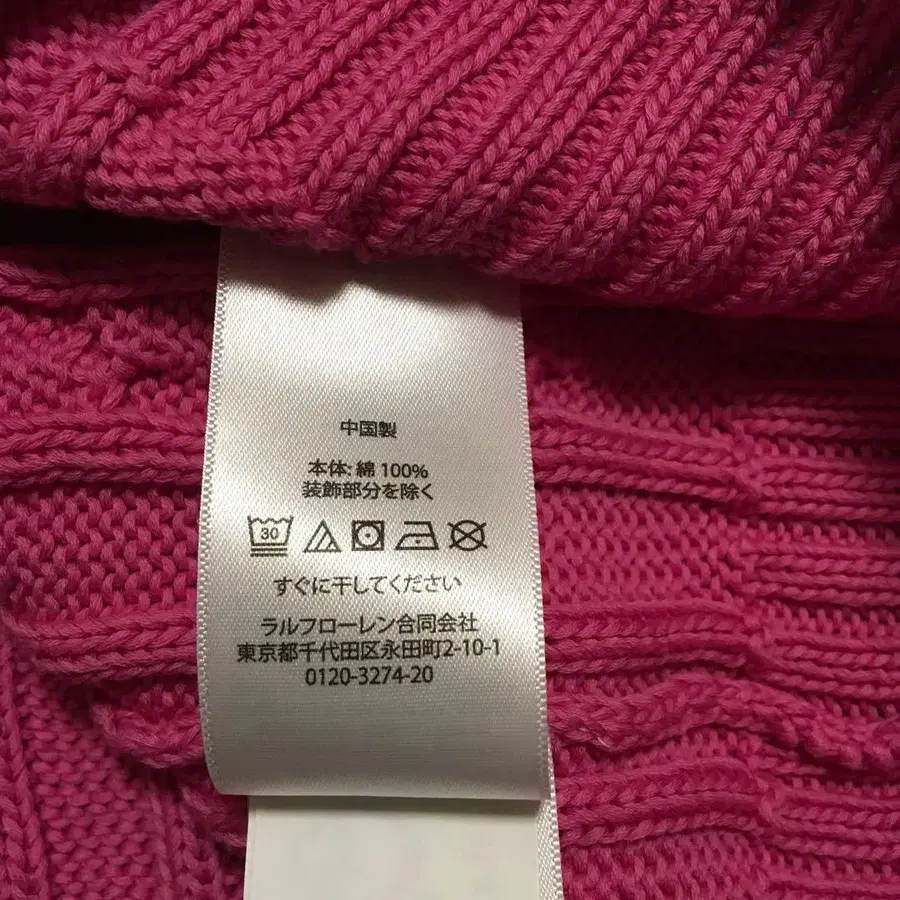 中国製
本体: 綿 100%
装飾部分を除く
30
すぐに干してください
ラルフローレン合同会社
東京都千代田区永田町2-10-1
0120-3274-20